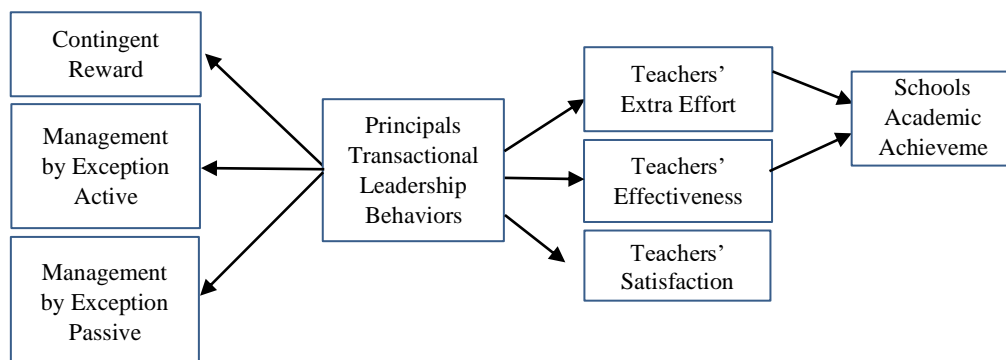 Contingent
Reward
Management
by Exception
Active
Management
by Exception
Passive
Principals
Transactional
Leadership
Behaviors
Teachers’
Extra Effort
Teachers’
Effectiveness
Teachers’
Satisfaction
Schools
Academic
Achieveme